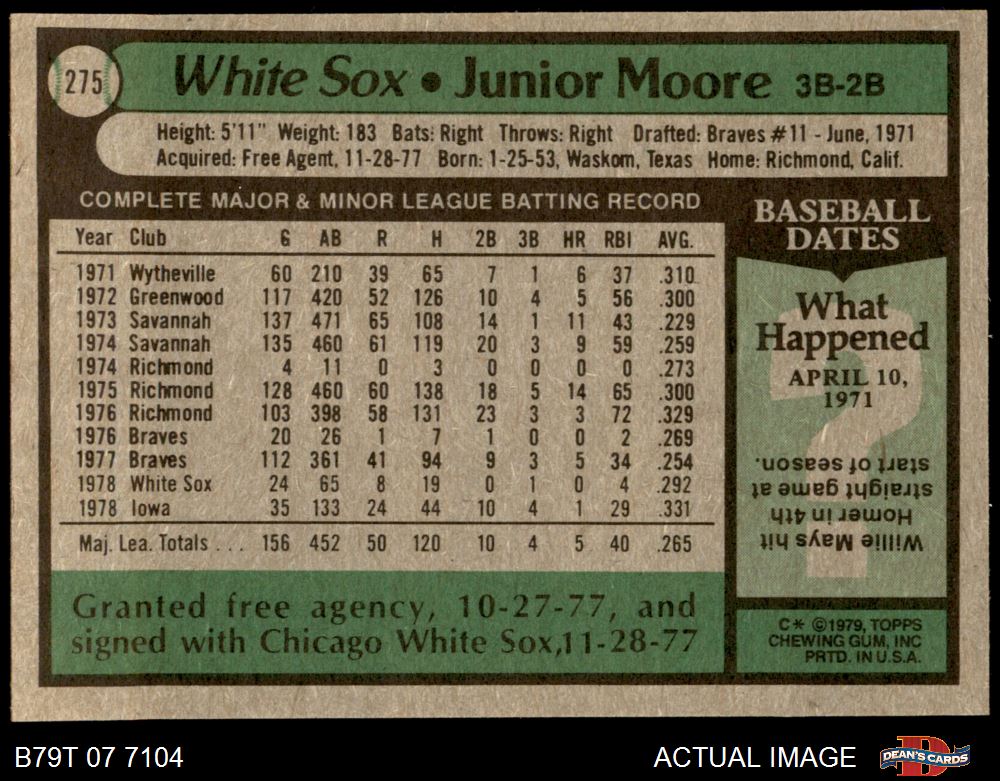 275 White Sox • Junior Moore 3B-2B
Height: 5'11" Weight: 183 Bats: Right Throws: Right Drafted: Braves #11 - June, 1971
Acquired: Free Agent, 11-28-77 Born: 1-25-53, Waskom, Texas Home: Richmond, Calif.
COMPLETE MAJOR & MINOR LEAGUE BATTING RECORD
Year Club G AB R H 2B 3B HR RBI AVG.
1971 Wytheville 60 210 39 65 7 1 6 37 .310
1972 Greenwood 117 420 52 126 10 4 5 56 .300
1973 Savannah 137 471 65 108 14 1 11 43 .229
1974 Savannah 135 460 61 119 20 3 9 59 .259
1974 Richmond 4 11 0 3 0 0 0 0 .273
1975 Richmond 128 460 60 138 18 5 14 65 .300
1976 Richmond 103 398 58 131 23 3 3 72 .329
1976 Braves 20 26 1 7 1 0 0 2 .269
1977 Braves 112 361 41 94 9 3 5 34 .254
1978 White Sox 24 65 8 19 0 1 0 4 .292
1978 Iowa 35 133 24 44 10 4 1 29 .331
Maj. Lea. Totals . . . 156 452 50 120 10 4 5 40 .265
Granted free agency, 10-27-77, and
signed with Chicago White Sox,11-28-77
BASEBALL
DATES
What
Happened
APRIL 10,
1971
?
Willie Mays hit
Homer in 4th
straight game at
start of season.
C* ©1979, TOPPS
CHEWING GUM, INC
PRTD. IN U.S.A.
B79T 07 7104 ACTUAL IMAGE D DEAN'S CARDS